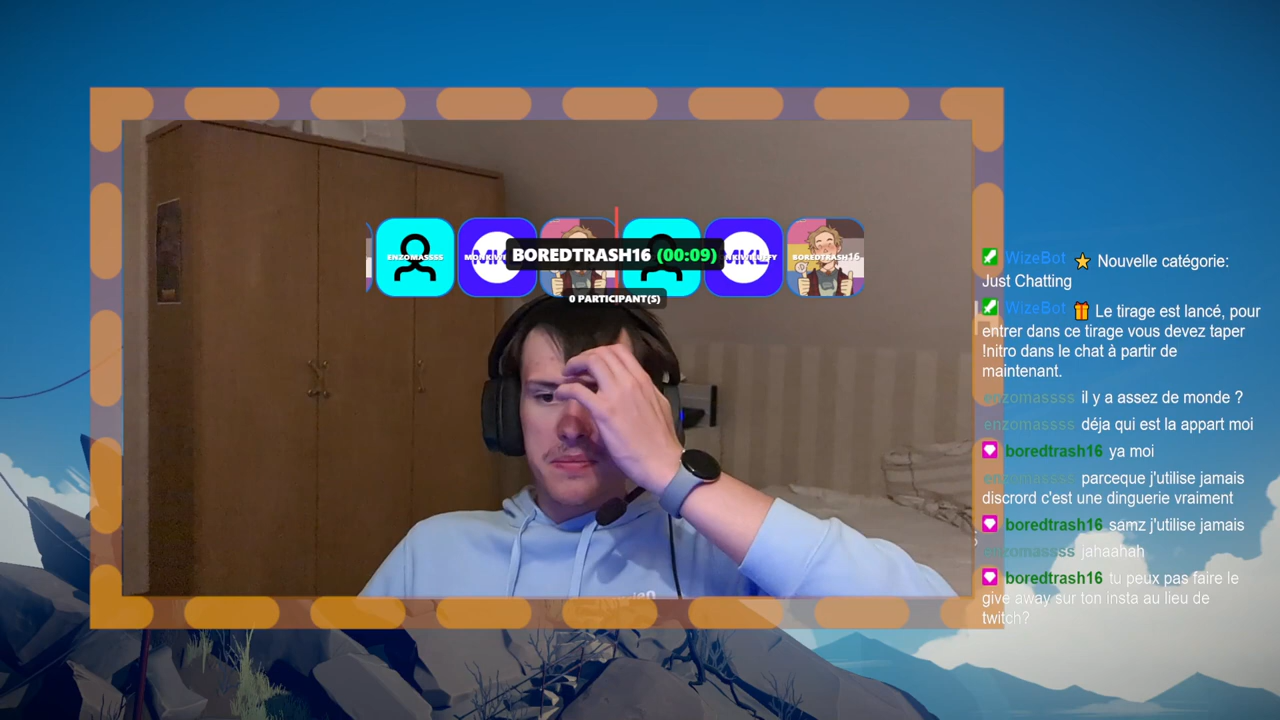 ENZOMASSSS
BOREDTRASH16 (00:09)
BOREDTRASH16
0 PARTICIPANT(S)
WizeBot ⭐ Nouvelle catégorie:
Just Chatting
WizeBot 🎁 Le tirage est lancé, pour
entrer dans ce tirage vous devez taper
!nitro dans le chat à partir de
maintenant.
enzomassss il y a assez de monde ?
enzomassss déja qui est la appart moi
boredtrash16 ya moi
enzomassss parceque j'utilise jamais
discrord c'est une dinguerie vraiment
boredtrash16 samz j'utilise jamais
enzomassss jahaahah
boredtrash16 tu peux pas faire le
give away sur ton insta au lieu de
twitch?